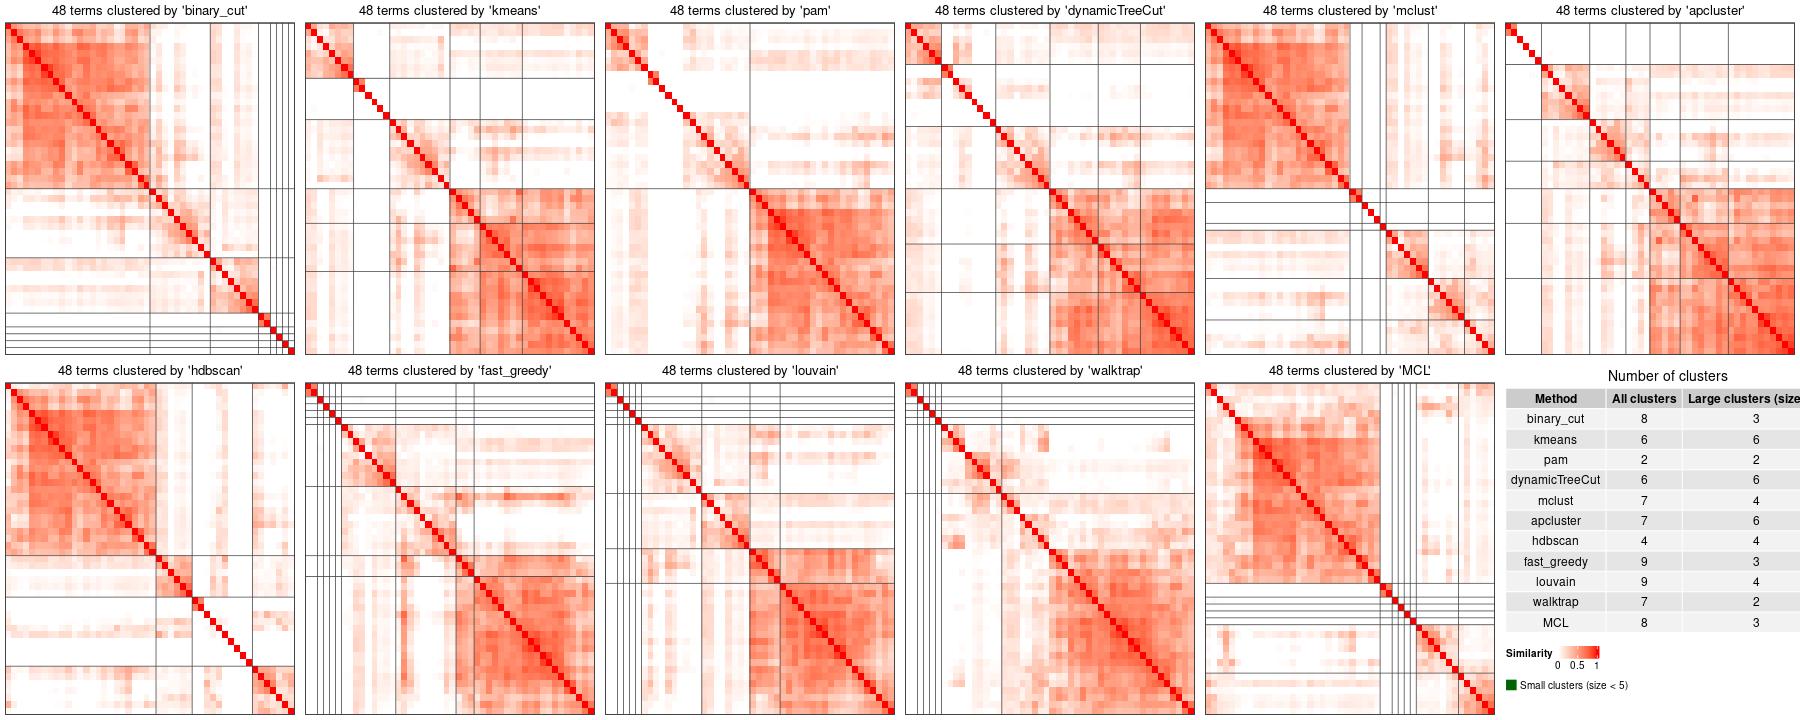 48 terms clustered by 'binary_cut'
48 terms clustered by 'kmeans'
48 terms clustered by 'pam'
48 terms clustered by 'dynamicTreeCut'
48 terms clustered by 'mclust'
48 terms clustered by 'apcluster'
48 terms clustered by 'hdbscan'
48 terms clustered by 'fast_greedy'
48 terms clustered by 'louvain'
48 terms clustered by 'walktrap'
48 terms clustered by 'MCL'
Number of clusters
Method All clusters Large clusters (size
binary_cut 8 3
kmeans 6 6
pam 2 2
dynamicTreeCut 6 6
mclust 7 4
apcluster 7 6
hdbscan 4 4
fast_greedy 9 3
louvain 9 4
walktrap 7 2
MCL 8 3
Similarity
0 0.5 1
Small clusters (size < 5)